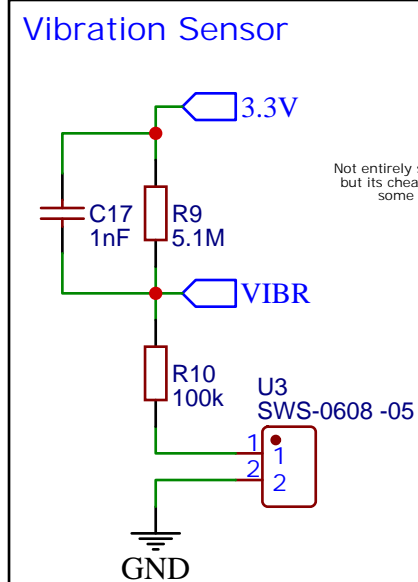 Vibration Sensor
3.3V
Not entirely
but its chea
some
C17
1nF
R9
5.1M
VIBR
R10
100k
U3
SWS-0608 -05
1
1
2
2
GND